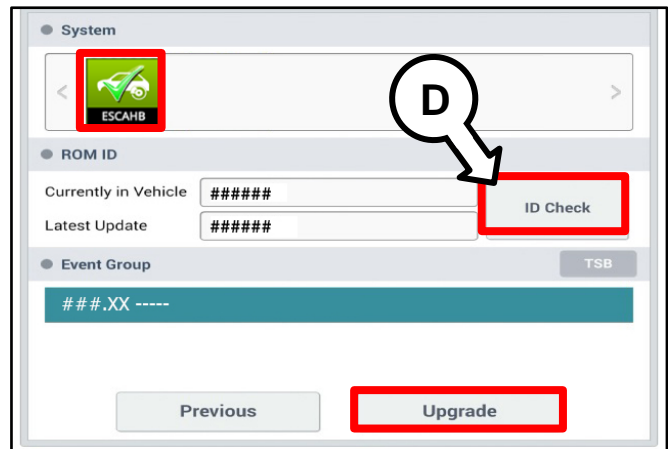 System
<
ESCAHB
D
>
ROM ID
Currently in Vehicle ######
ID Check
Latest Update ######
Event Group TSB
###.XX -----
Previous Upgrade